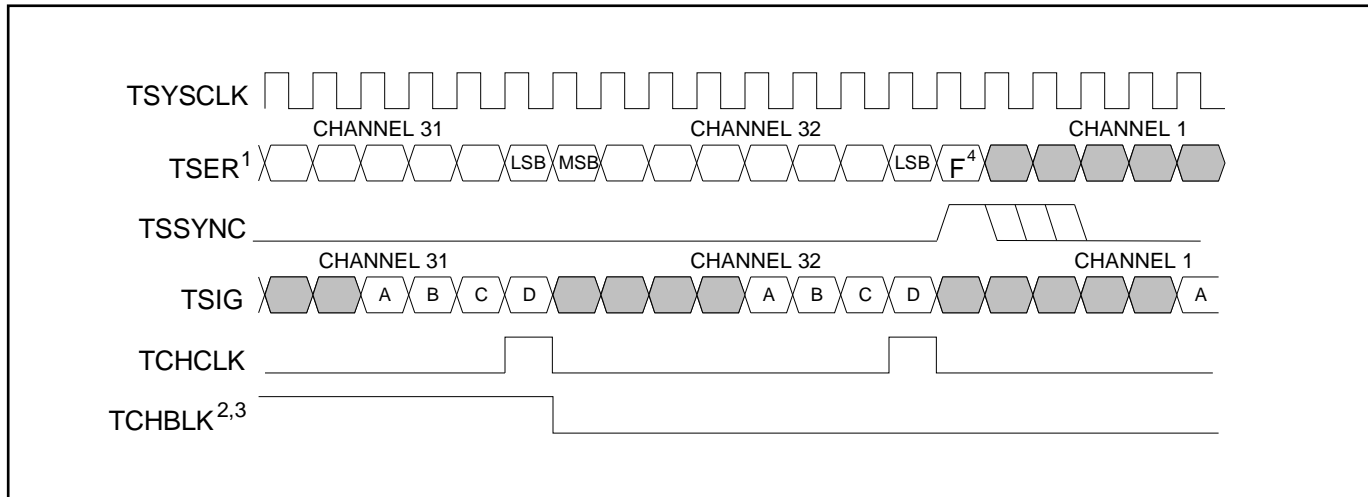 TSYSCLK
CHANNEL 31 CHANNEL 32 CHANNEL 1
TSER¹ LSB MSB LSB F⁴
TSSYNC
CHANNEL 31 CHANNEL 32 CHANNEL 1
TSIG A B C D A B C D A
TCHCLK
TCHBLK²,³